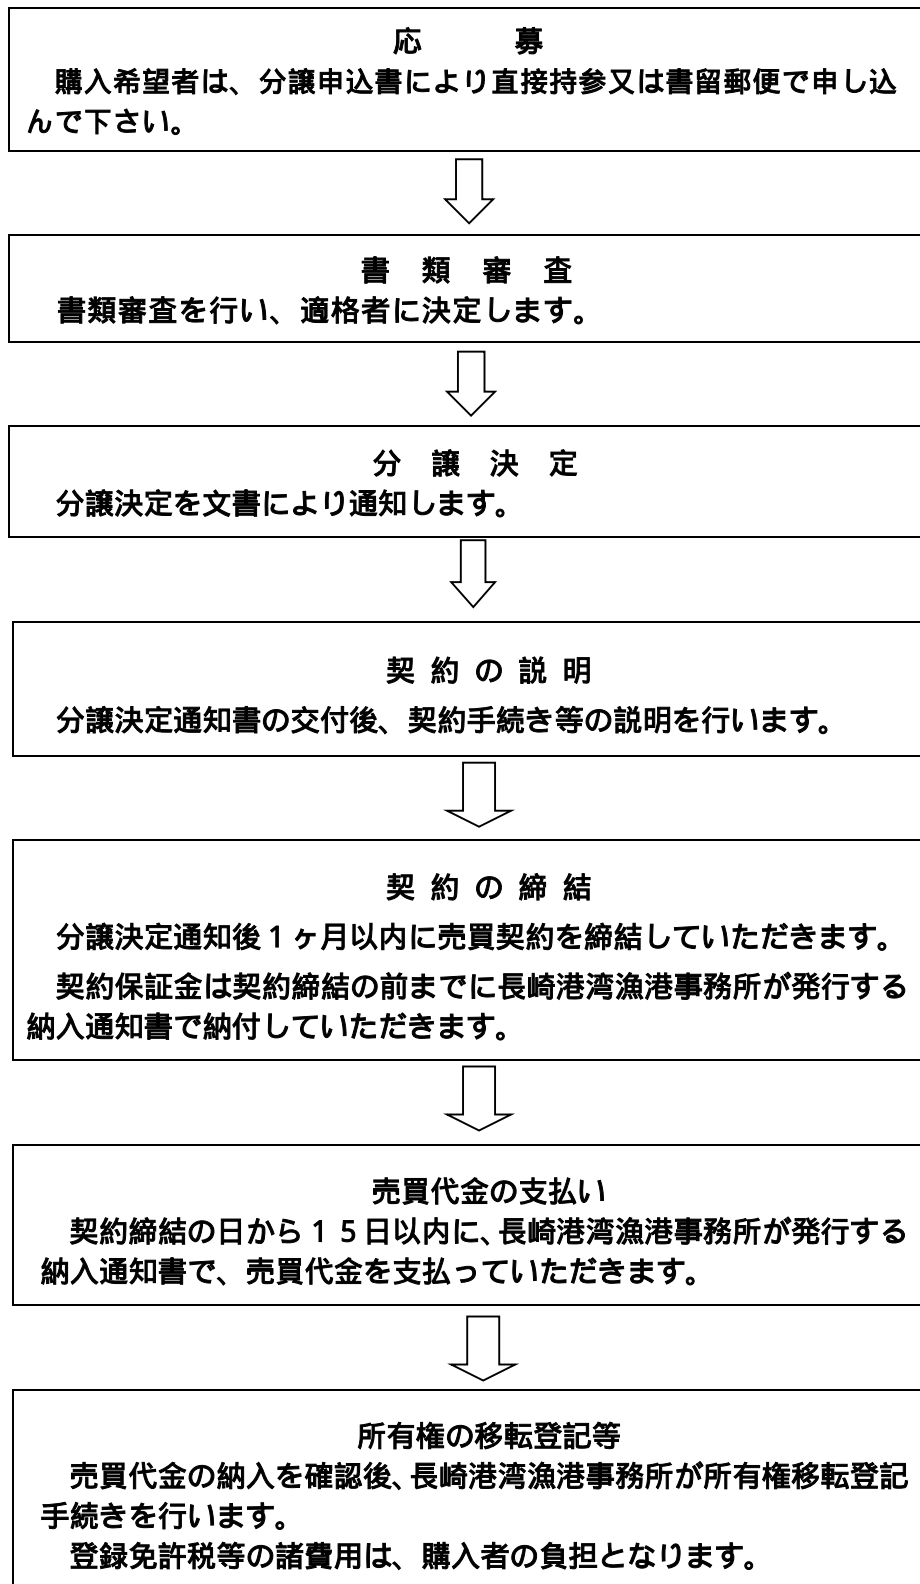 応　　　募
購入希望者は、分譲申込書により直接持参又は書留郵便で申し込
んで下さい。
書　類　審　査
書類審査を行い、適格者に決定します。
分　譲　決　定
分譲決定を文書により通知します。
契 約 の 説 明
分譲決定通知書の交付後、契約手続き等の説明を行います。
契 約 の 締 結
分譲決定通知後１ヶ月以内に売買契約を締結していただきます。
契約保証金は契約締結の前までに長崎港湾漁港事務所が発行する
納入通知書で納付していただきます。
売買代金の支払い
契約締結の日から１５日以内に、長崎港湾漁港事務所が発行する
納入通知書で、売買代金を支払っていただきます。
所有権の移転登記等
売買代金の納入を確認後、長崎港湾漁港事務所が所有権移転登記
手続きを行います。
登録免許税等の諸費用は、購入者の負担となります。